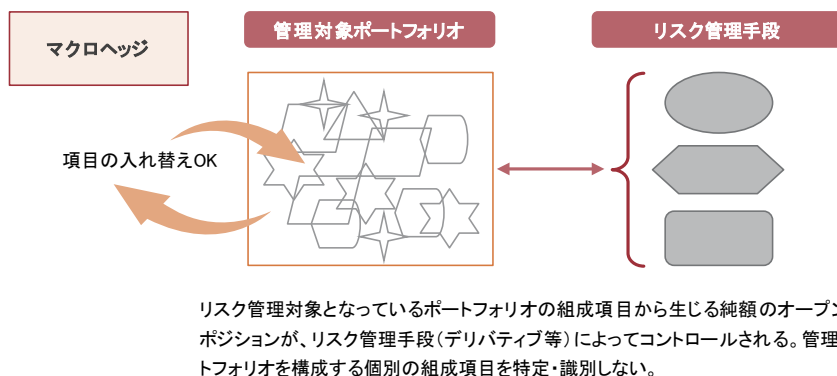 マクロヘッジ
管理対象ポートフォリオ
リスク管理手段
項目の入れ替えOK
リスク管理対象となっているポートフォリオの組成項目から生じる純額のオープン
ポジションが、リスク管理手段(デリバティブ等)によってコントロールされる。管理
トフォリオを構成する個別の組成項目を特定・識別しない。